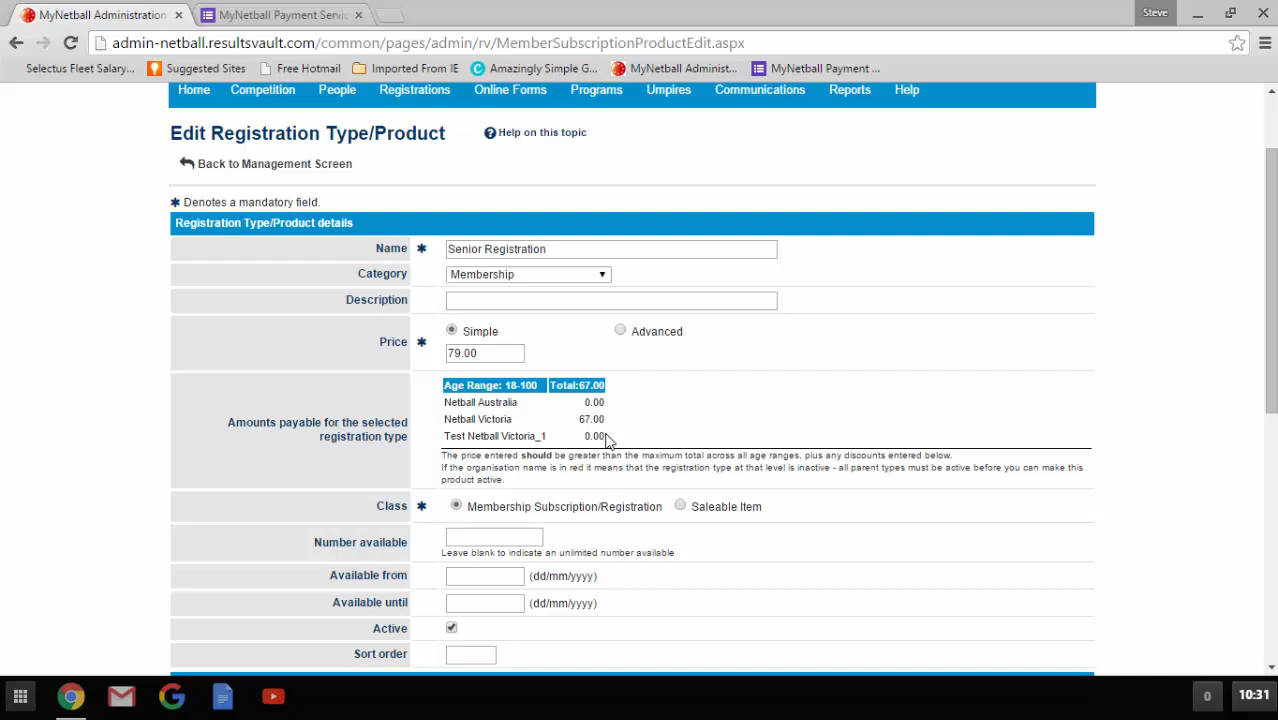 MyNetball Administration
MyNetball Payment Servic
Steve
admin-netball.resultsvault.com/common/pages/admin/rv/MemberSubscriptionProductEdit.aspx
Selectus Fleet Salary... Suggested Sites Free Hotmail Imported From IE Amazingly Simple G... MyNetball Administ... MyNetball Payment ...
Home Competition People Registrations Online Forms Programs Umpires Communications Reports Help
Edit Registration Type/Product
Help on this topic
Back to Management Screen
✱ Denotes a mandatory field.
Registration Type/Product details
Name ✱ Senior Registration
Category Membership
Description
Price ✱ Simple Advanced
79.00
Amounts payable for the selected registration type
Age Range: 18-100 Total:67.00
Netball Australia 0.00
Netball Victoria 67.00
Test Netball Victoria_1 0.00
The price entered should be greater than the maximum total across all age ranges, plus any discounts entered below.
If the organisation name is in red it means that the registration type at that level is inactive - all parent types must be active before you can make this
product active.
Class ✱ Membership Subscription/Registration Saleable Item
Number available
Leave blank to indicate an unlimited number available
Available from (dd/mm/yyyy)
Available until (dd/mm/yyyy)
Active
Sort order
0 10:31